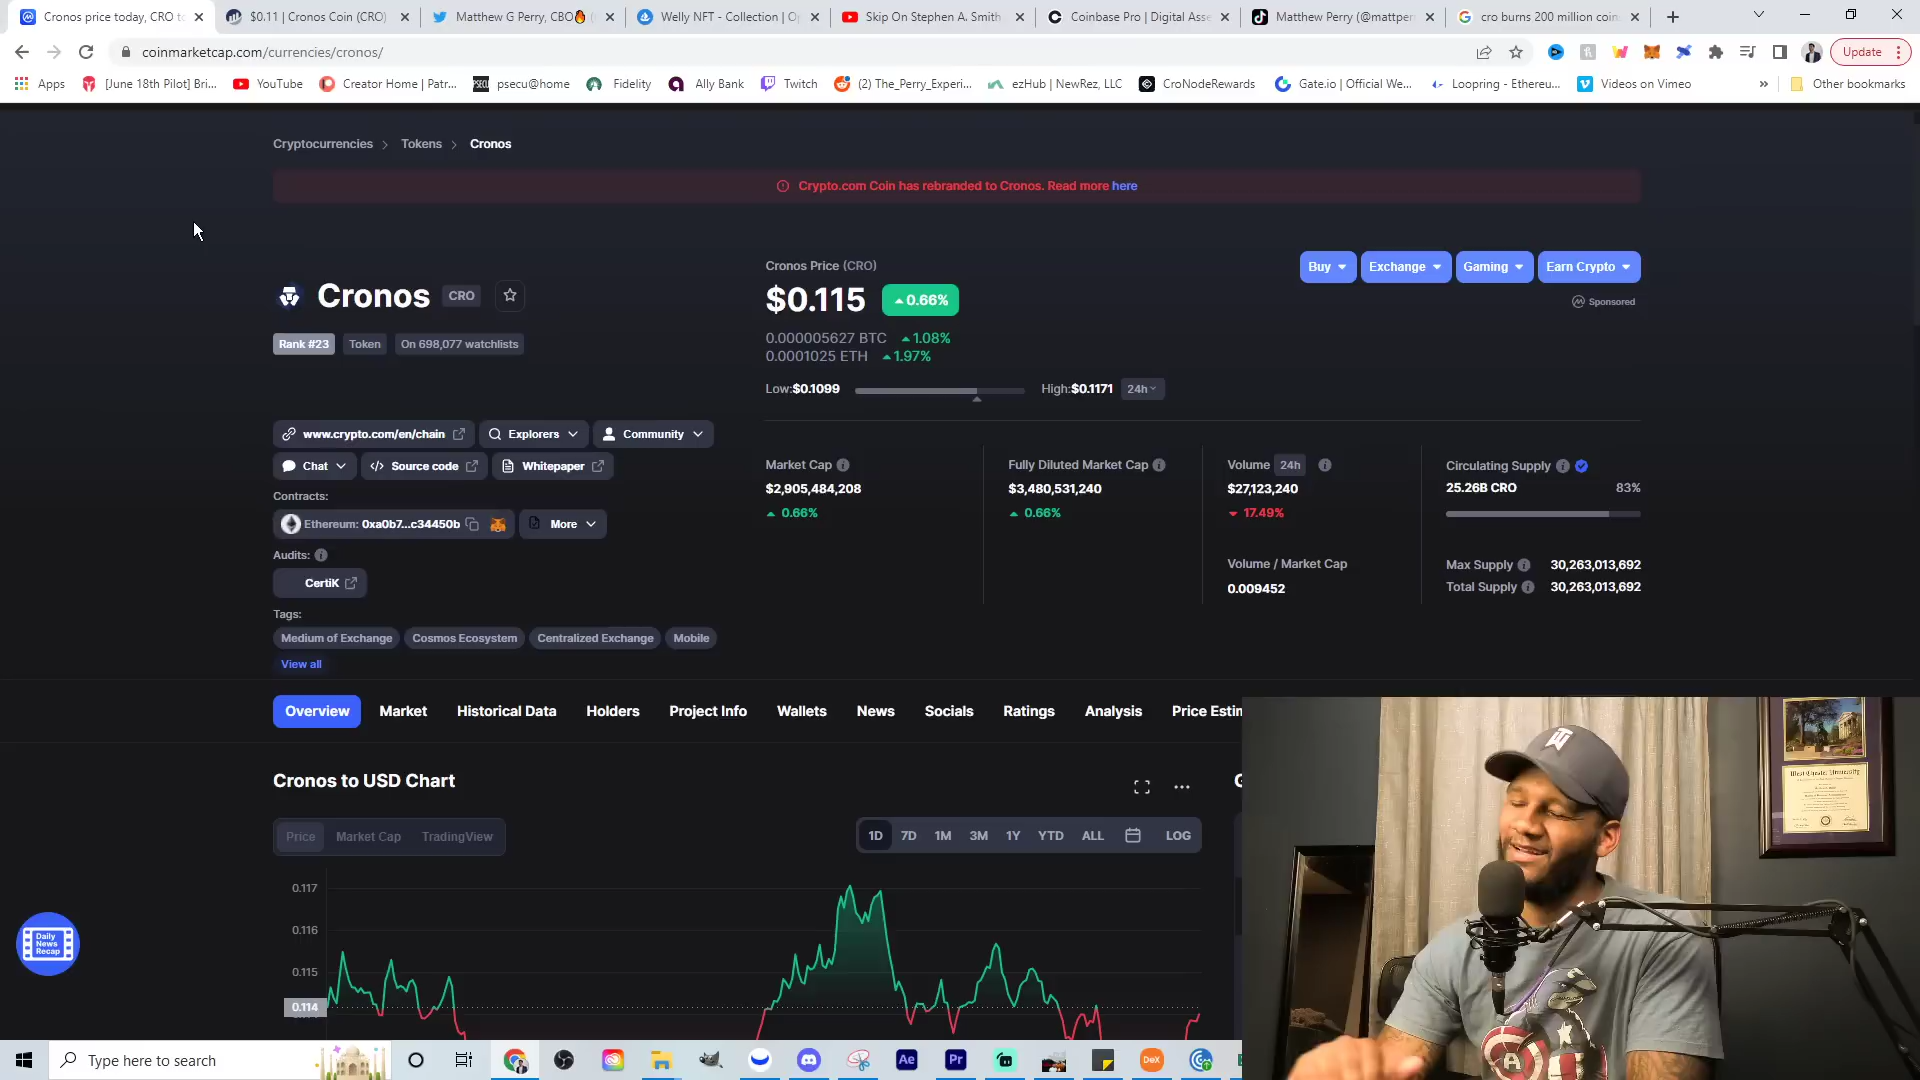 Cronos price today, CRO to
$0.11 | Cronos Coin (CRO)
Matthew G Perry, CBO
Welly NFT - Collection | Op
Skip On Stephen A. Smith
Coinbase Pro | Digital Asse
Matthew Perry (@mattper
cro burns 200 million coin
coinmarketcap.com/currencies/cronos/
Update
Apps
[June 18th Pilot] Bri...
YouTube
Creator Home | Patr...
psecu@home
Fidelity
Ally Bank
Twitch
(2) The_Perry_Experi...
ezHub | NewRez, LLC
CroNodeRewards
Gate.io | Official We...
Loopring - Ethereu...
Videos on Vimeo
»
Other bookmarks
Cryptocurrencies > Tokens > Cronos
Crypto.com Coin has rebranded to Cronos. Read more here
Cronos CRO
Rank #23
Token
On 698,077 watchlists
Cronos Price (CRO)
$0.115 0.66%
0.000005627 BTC 1.08%
0.0001025 ETH 1.97%
Low:$0.1099
High:$0.1171
24h
Buy
Exchange
Gaming
Earn Crypto
Sponsored
www.crypto.com/en/chain
Explorers
Community
Chat
Source code
Whitepaper
Contracts:
Ethereum: 0xa0b7...c34450b
More
Audits:
CertiK
Tags:
Medium of Exchange
Cosmos Ecosystem
Centralized Exchange
Mobile
View all
Market Cap
$2,905,484,208
0.66%
Fully Diluted Market Cap
$3,480,531,240
0.66%
Volume 24h
$27,123,240
17.49%
Volume / Market Cap
0.009452
Circulating Supply
25.26B CRO 83%
Max Supply 30,263,013,692
Total Supply 30,263,013,692
Overview
Market
Historical Data
Holders
Project Info
Wallets
News
Socials
Ratings
Analysis
Price Estim
Cronos to USD Chart
Price
Market Cap
TradingView
1D
7D
1M
3M
1Y
YTD
ALL
LOG
0.117
0.116
0.115
0.114
Daily
News
Recap
West Chester University
Type here to search
Ae
Pr
DeX